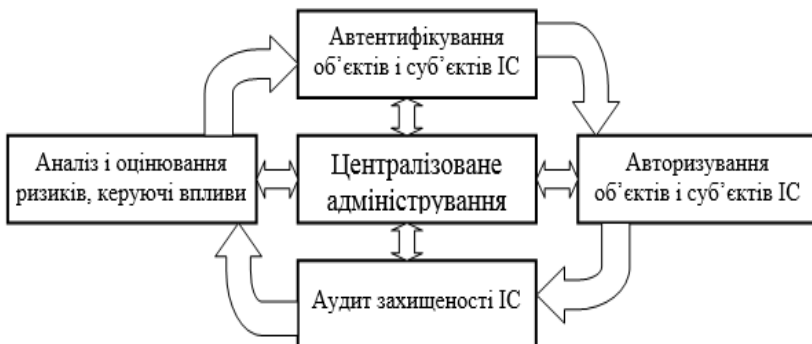 Автентифікування
об’єктів і суб’єктів ІС
Аналіз і оцінювання
ризиків, керуючі впливи
Централізоване
адміністрування
Авторизування
об’єктів і суб’єктів ІС
Аудит захищеності ІС